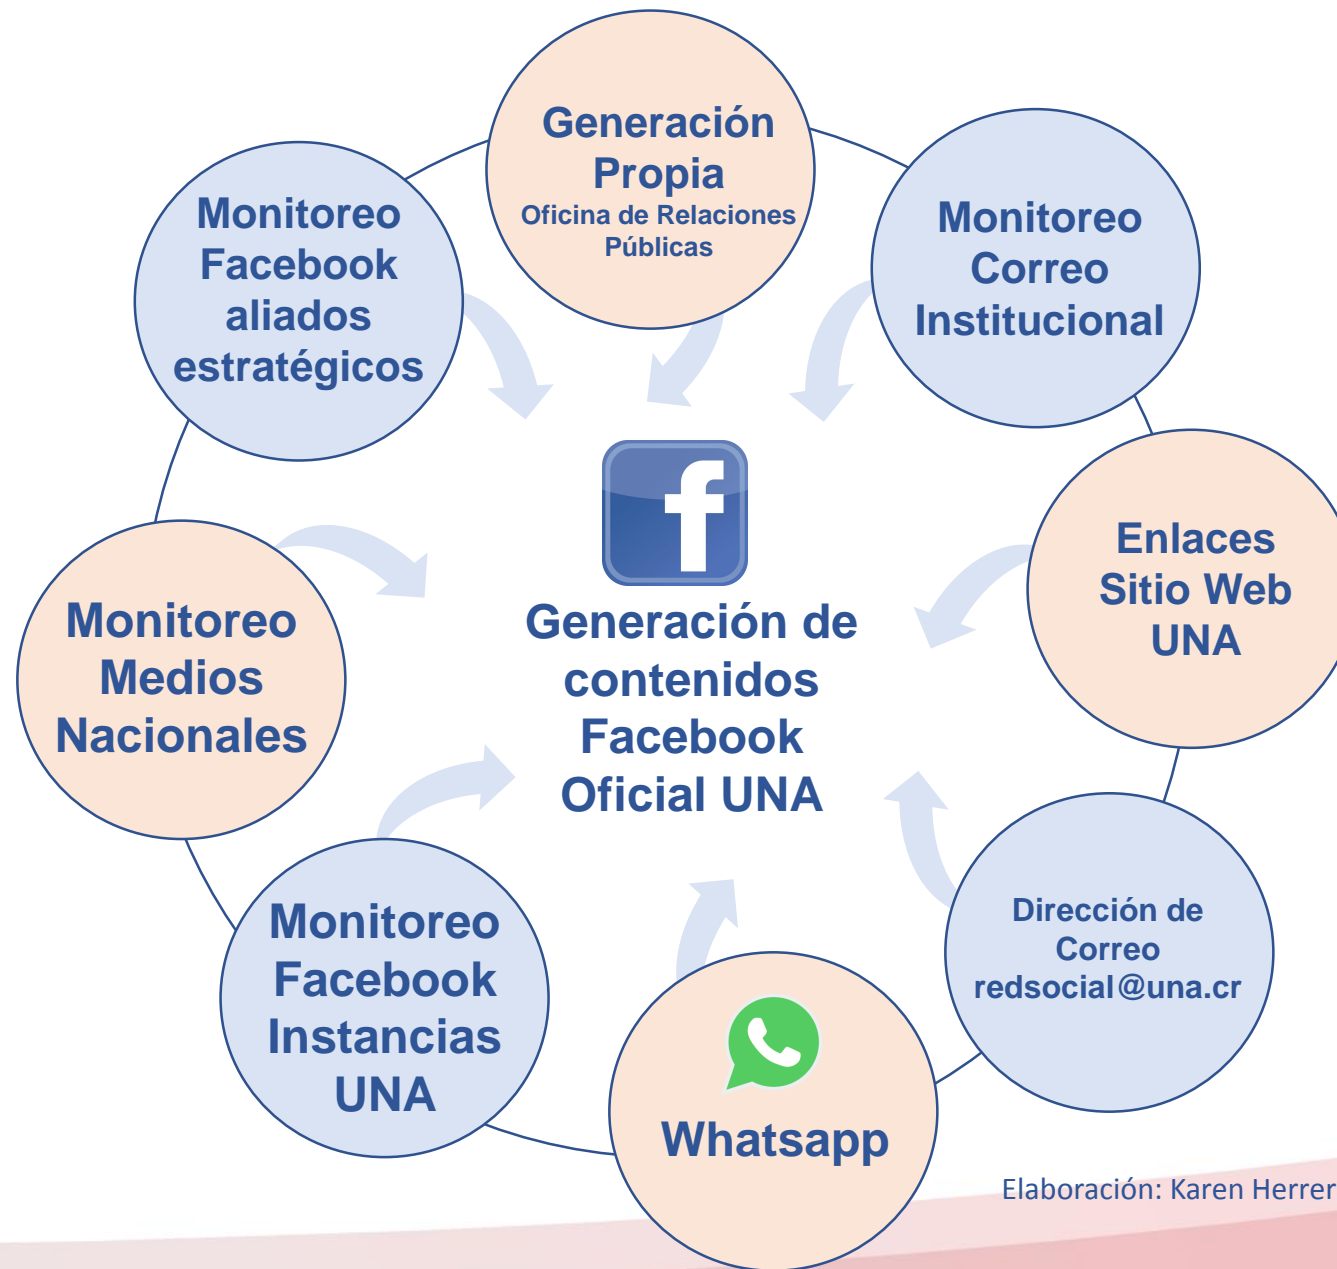 Generación
Propia
Oficina de Relaciones
Públicas
Monitoreo
Correo
Institucional
Enlaces
Sitio Web
UNA
Dirección de
Correo
redsocial@una.cr
Whatsapp
Monitoreo
Facebook
Instancias
UNA
Monitoreo
Medios
Nacionales
Monitoreo
Facebook
aliados
estratégicos
f
Generación de
contenidos
Facebook
Oficial UNA
Elaboración: Karen Herrer